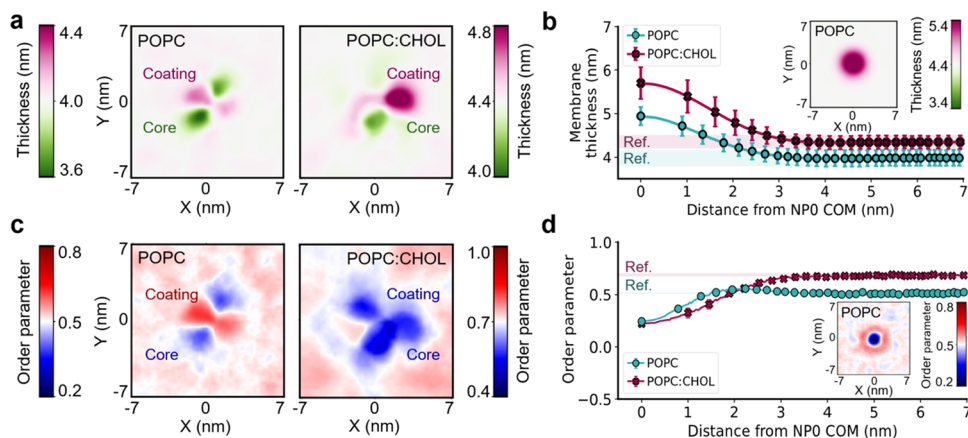 a
Thickness (nm)
4.4
4.0
3.6
POPC
Coating
Core
Y (nm)
7
0
-7
-7 0 7
X (nm)
POPC:CHOL
Coating
Core
-7 0 7
X (nm)
4.8
4.4
4.0
Thickness (nm)
b
POPC
POPC:CHOL
Membrane
thickness (nm)
7
6
5
4
Ref.
Ref.
0 1 2 3 4 5 6 7
Distance from NP0 COM (nm)
POPC
Y (nm)
7
0
-7
-7 0 7
X (nm)
5.4
4.4
3.4
Thickness (nm)
c
Order parameter
0.8
0.5
0.2
POPC
Coating
Core
Y (nm)
7
0
-7
-7 0 7
X (nm)
POPC:CHOL
Coating
Core
-7 0 7
X (nm)
1.0
0.7
0.4
Order parameter
d
Order parameter
1.0
0.5
0.0
−0.5
Ref.
Ref.
POPC
POPC:CHOL
0 1 2 3 4 5 6 7
Distance from NP0 COM (nm)
POPC
Y (nm)
7
0
-7
-7 0 7
X (nm)
0.8
0.5
0.2
Order parameter